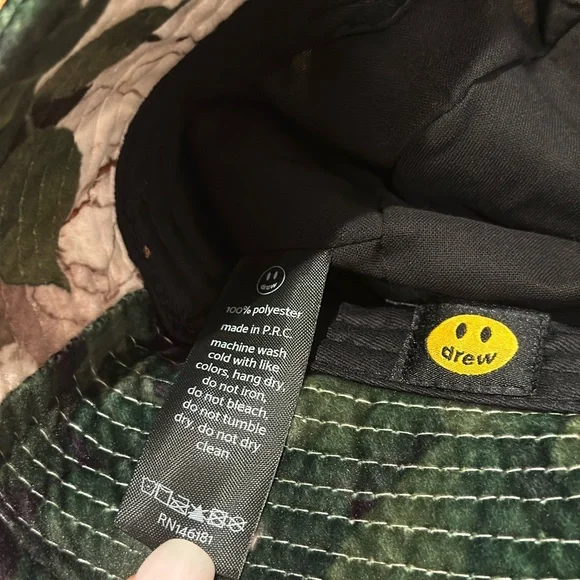 drew
100% polyester
made in P.R.C.
machine wash
cold with like
colors, hang dry,
do not iron,
do not bleach,
do not tumble
dry, do not dry
clean
RN146181
drew